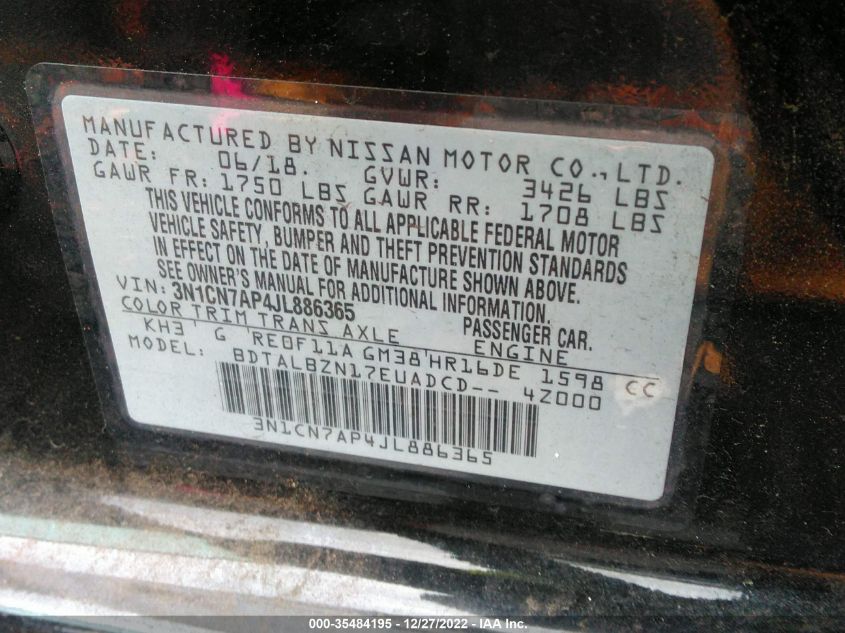 MANUFACTURED BY NISSAN MOTOR CO., LTD.
DATE: 06/18. GVWR: 3426 LBS
GAWR FR: 1750 LBS GAWR RR: 1708 LBS
THIS VEHICLE CONFORMS TO ALL APPLICABLE FEDERAL MOTOR
VEHICLE SAFETY, BUMPER AND THEFT PREVENTION STANDARDS
IN EFFECT ON THE DATE OF MANUFACTURE SHOWN ABOVE.
SEE OWNER'S MANUAL FOR ADDITIONAL INFORMATION.
VIN: 3N1CN7AP4JL886365 PASSENGER CAR.
COLOR TRIM TRANS AXLE ENGINE
KH3 G RE0F11A GM38 HR16DE 1598 CC
MODEL: BDTALBZN17EUADCD-- 4Z000
3N1CN7AP4JL886365
000-35484195 - 12/27/2022 - IAA Inc.